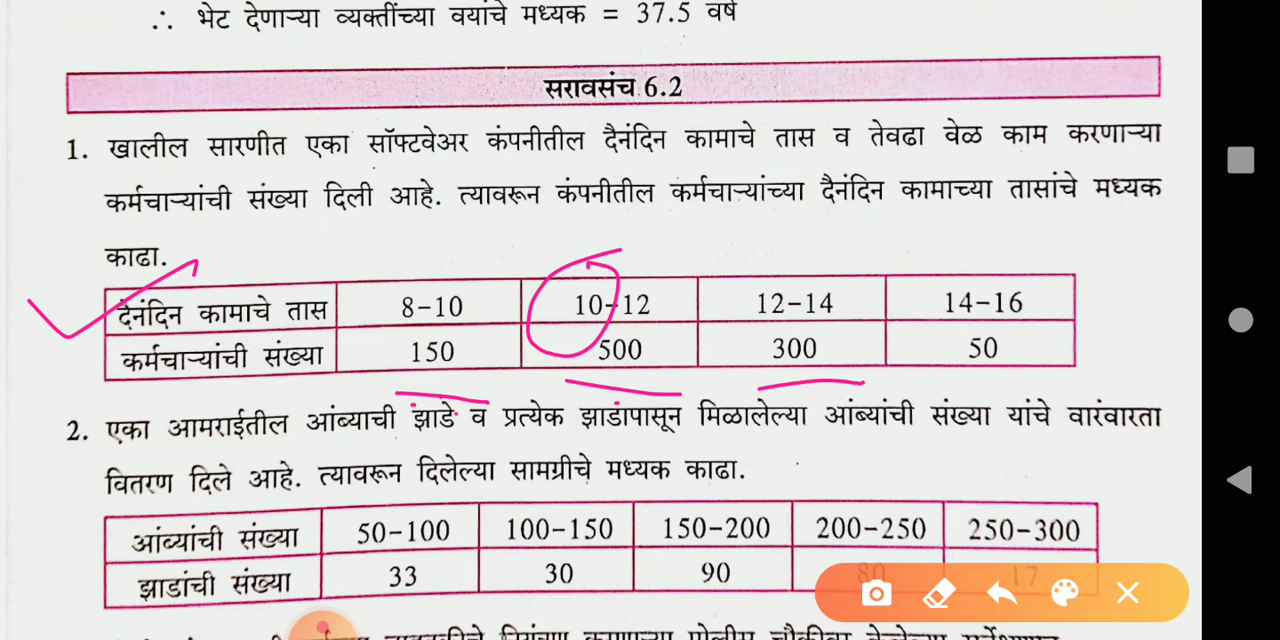 ∴ भेट देणाऱ्या व्यक्तींच्या वयांचे मध्यक = 37.5 वर्षे
सरावसंच 6.2
1. खालील सारणीत एका सॉफ्टवेअर कंपनीतील दैनंदिन कामाचे तास व तेवढा वेळ काम करणाऱ्या
कर्मचाऱ्यांची संख्या दिली आहे. त्यावरून कंपनीतील कर्मचाऱ्यांच्या दैनंदिन कामाच्या तासांचे मध्यक
काढा.
दैनंदिन कामाचे तास 8-10 10-12 12-14 14-16
कर्मचाऱ्यांची संख्या 150 500 300 50
2. एका आमराईतील आंब्याची झाडे व प्रत्येक झाडांपासून मिळालेल्या आंब्यांची संख्या यांचे वारंवारता
वितरण दिले आहे. त्यावरून दिलेल्या सामग्रीचे मध्यक काढा.
आंब्यांची संख्या 50-100 100-150 150-200 200-250 250-300
झाडांची संख्या 33 30 90 80 17